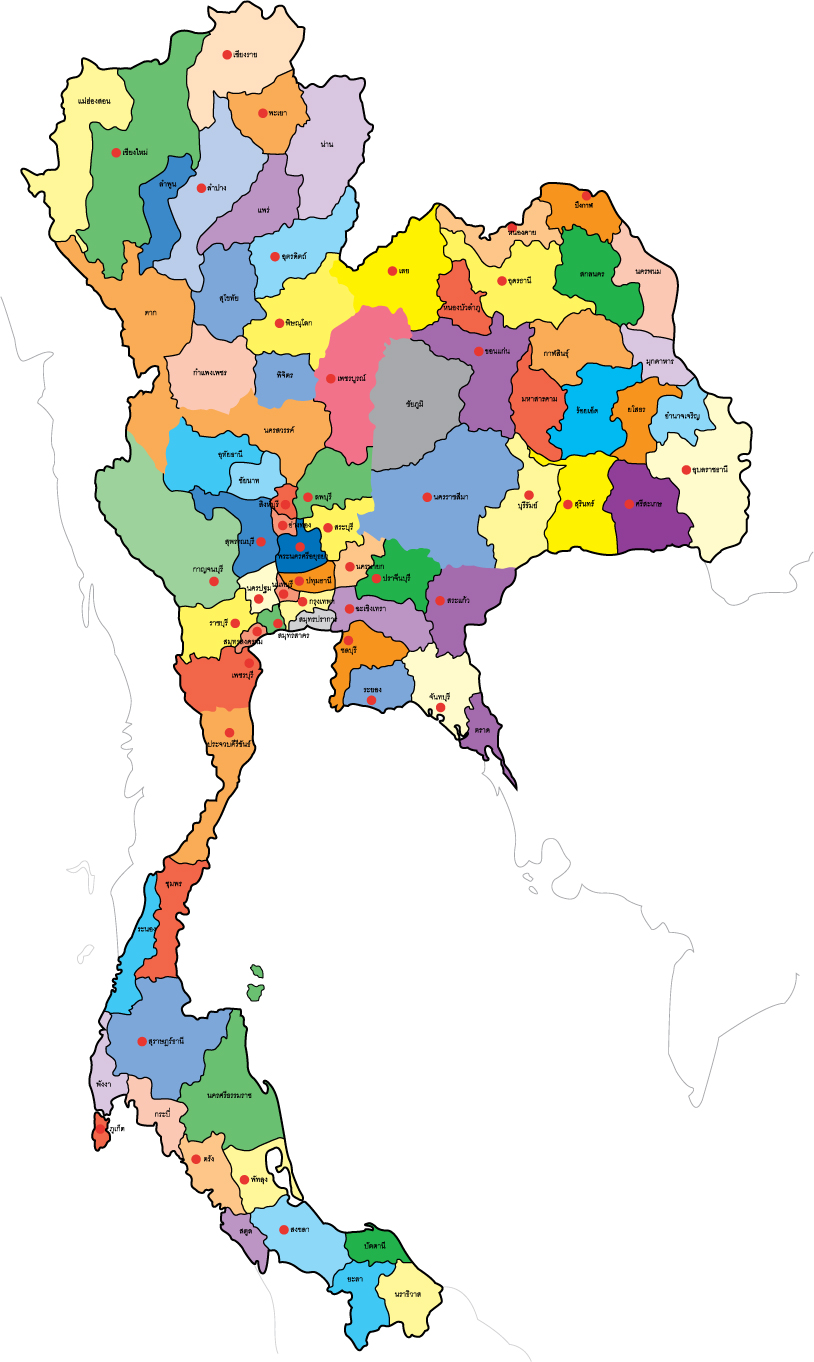 เชียงราย
แม่ฮ่องสอน
พะเยา
น่าน
เชียงใหม่
ลำพูน
ลำปาง
แพร่
บึงกาฬ
หนองคาย
อุตรดิตถ์
เลย
อุดรธานี
สกลนคร
นครพนม
สุโขทัย
ตาก
หนองบัวลำภู
พิษณุโลก
ขอนแก่น
กาฬสินธุ์
มุกดาหาร
กำแพงเพชร
พิจิตร
เพชรบูรณ์
ชัยภูมิ
มหาสารคาม
ร้อยเอ็ด
ยโสธร
อำนาจเจริญ
นครสวรรค์
อุทัยธานี
ชัยนาท
อุบลราชธานี
สิงห์บุรี
ลพบุรี
นครราชสีมา
บุรีรัมย์
สุรินทร์
ศรีสะเกษ
อ่างทอง
สระบุรี
สุพรรณบุรี
พระนครศรีอยุธยา
กาญจนบุรี
นครนายก
ปราจีนบุรี
นครปฐม
นนทบุรี
ปทุมธานี
กรุงเทพฯ
ฉะเชิงเทรา
สระแก้ว
ราชบุรี
สมุทรปราการ
สมุทรสงคราม
สมุทรสาคร
ชลบุรี
เพชรบุรี
ระยอง
จันทบุรี
ตราด
ประจวบคีรีขันธ์
ชุมพร
ระนอง
สุราษฎร์ธานี
พังงา
นครศรีธรรมราช
กระบี่
ภูเก็ต
ตรัง
พัทลุง
สตูล
สงขลา
ปัตตานี
ยะลา
นราธิวาส